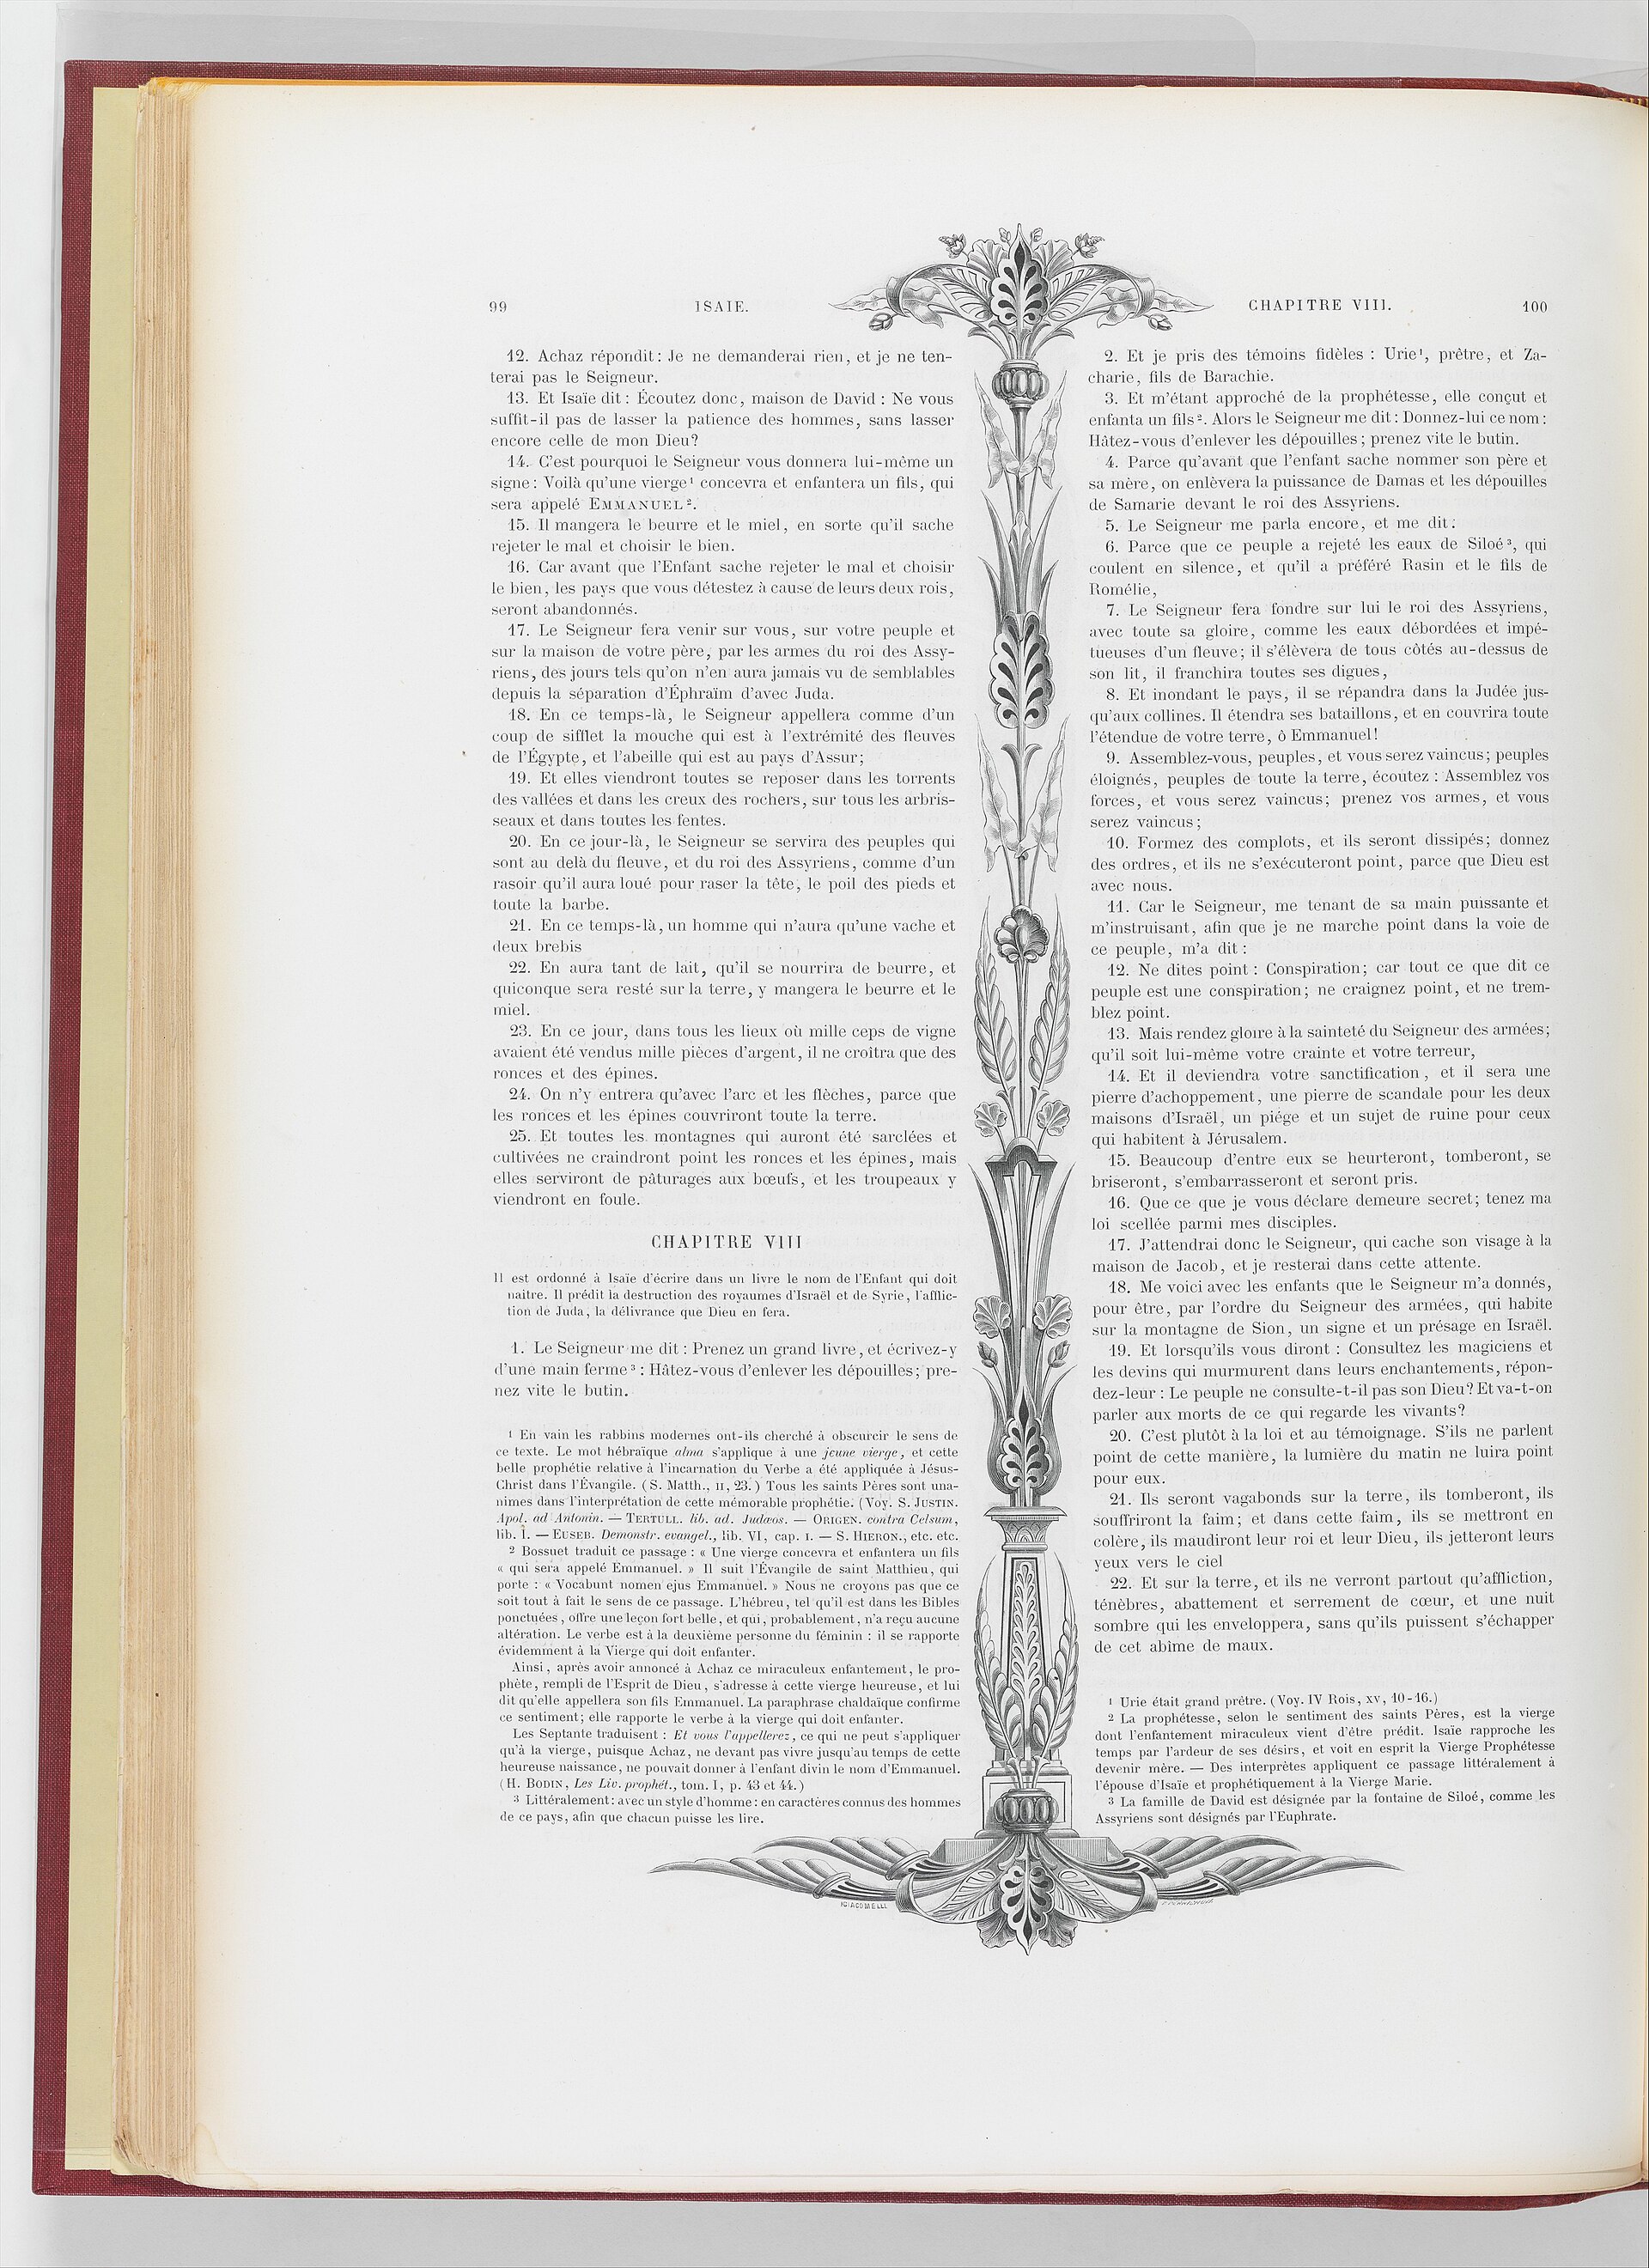 99
ISAIE.
12. Achaz répondit : Je ne demanderai rien, et je ne ten-
terai pas le Seigneur.
13. Et Isaïe dit : Écoutez donc, maison de David : Ne vous
suffit-il pas de lasser la patience des hommes, sans lasser
encore celle de mon Dieu?
14. C'est pourquoi le Seigneur vous donnera lui-même un
signe : Voilà qu'une vierge¹ concevra et enfantera un fils, qui
sera appelé EMMANUEL².
15. Il mangera le beurre et le miel, en sorte qu'il sache
rejeter le mal et choisir le bien.
16. Car avant que l'Enfant sache rejeter le mal et choisir
le bien, les pays que vous détestez à cause de leurs deux rois,
seront abandonnés.
17. Le Seigneur fera venir sur vous, sur votre peuple et
sur la maison de votre père, par les armes du roi des Assy-
riens, des jours tels qu'on n'en aura jamais vu de semblables
depuis la séparation d'Éphraïm d'avec Juda.
18. En ce temps-là, le Seigneur appellera comme d'un
coup de sifflet la mouche qui est à l'extrémité des fleuves
de l'Égypte, et l'abeille qui est au pays d'Assur;
19. Et elles viendront toutes se reposer dans les torrents
des vallées et dans les creux des rochers, sur tous les arbris-
seaux et dans toutes les fentes.
20. En ce jour-là, le Seigneur se servira des peuples qui
sont au delà du fleuve, et du roi des Assyriens, comme d'un
rasoir qu'il aura loué pour raser la tête, le poil des pieds et
toute la barbe.
21. En ce temps-là, un homme qui n'aura qu'une vache et
deux brebis
22. En aura tant de lait, qu'il se nourrira de beurre, et
quiconque sera resté sur la terre, y mangera le beurre et le
miel.
23. En ce jour, dans tous les lieux où mille ceps de vigne
avaient été vendus mille pièces d'argent, il ne croîtra que des
ronces et des épines.
24. On n'y entrera qu'avec l'arc et les flèches, parce que
les ronces et les épines couvriront toute la terre.
25. Et toutes les montagnes qui auront été sarclées et
cultivées ne craindront point les ronces et les épines, mais
elles serviront de pâturages aux bœufs, et les troupeaux y
viendront en foule.
CHAPITRE VIII
Il est ordonné à Isaïe d'écrire dans un livre le nom de l'Enfant qui doit
naître. Il prédit la destruction des royaumes d'Israël et de Syrie, l'afflic-
tion de Juda, la délivrance que Dieu en fera.
1. Le Seigneur me dit : Prenez un grand livre, et écrivez-y
d'une main ferme³ : Hâtez-vous d'enlever les dépouilles; pre-
nez vite le butin.
¹ En vain les rabbins modernes ont-ils cherché à obscurcir le sens de
ce texte. Le mot hébraïque alma s'applique à une jeune vierge, et cette
belle prophétie relative à l'incarnation du Verbe a été appliquée à Jésus-
Christ dans l'Évangile. (S. Matth., II, 23.) Tous les saints Pères sont una-
nimes dans l'interprétation de cette mémorable prophétie. (Voy. S. JUSTIN.
Apol. ad Antonin. — TERTULL. lib. ad. Judæos. — ORIGEN. contra Celsum,
lib. I. — EUSEB. Demonstr. evangel., lib. VI, cap. I. — S. HIERON., etc. etc.
² Bossuet traduit ce passage : « Une vierge concevra et enfantera un fils
« qui sera appelé Emmanuel. » Il suit l'Évangile de saint Matthieu, qui
porte : « Vocabunt nomen ejus Emmanuel. » Nous ne croyons pas que ce
soit tout à fait le sens de ce passage. L'hébreu, tel qu'il est dans les Bibles
ponctuées, offre une leçon fort belle, et qui, probablement, n'a reçu aucune
altération. Le verbe est à la deuxième personne du féminin : il se rapporte
évidemment à la Vierge qui doit enfanter.
Ainsi, après avoir annoncé à Achaz ce miraculeux enfantement, le pro-
phète, rempli de l'Esprit de Dieu, s'adresse à cette vierge heureuse, et lui
dit qu'elle appellera son fils Emmanuel. La paraphrase chaldaïque confirme
ce sentiment; elle rapporte le verbe à la vierge qui doit enfanter.
Les Septante traduisent : Et vous l'appellerez, ce qui ne peut s'appliquer
qu'à la vierge, puisque Achaz, ne devant pas vivre jusqu'au temps de cette
heureuse naissance, ne pouvait donner à l'enfant divin le nom d'Emmanuel.
(H. BODIN, Les Liv. prophét., tom. I, p. 43 et 44.)
³ Littéralement : avec un style d'homme : en caractères connus des hommes
de ce pays, afin que chacun puisse les lire.
CHAPITRE VIII.
100
2. Et je pris des témoins fidèles : Urie¹, prêtre, et Za-
charie, fils de Barachie.
3. Et m'étant approché de la prophétesse, elle conçut et
enfanta un fils². Alors le Seigneur me dit : Donnez-lui ce nom :
Hâtez-vous d'enlever les dépouilles; prenez vite le butin.
4. Parce qu'avant que l'enfant sache nommer son père et
sa mère, on enlèvera la puissance de Damas et les dépouilles
de Samarie devant le roi des Assyriens.
5. Le Seigneur me parla encore, et me dit :
6. Parce que ce peuple a rejeté les eaux de Siloé³, qui
coulent en silence, et qu'il a préféré Rasin et le fils de
Romélie,
7. Le Seigneur fera fondre sur lui le roi des Assyriens,
avec toute sa gloire, comme les eaux débordées et impé-
tueuses d'un fleuve; il s'élèvera de tous côtés au-dessus de
son lit, il franchira toutes ses digues,
8. Et inondant le pays, il se répandra dans la Judée jus-
qu'aux collines. Il étendra ses bataillons, et en couvrira toute
l'étendue de votre terre, ô Emmanuel!
9. Assemblez-vous, peuples, et vous serez vaincus; peuples
éloignés, peuples de toute la terre, écoutez : Assemblez vos
forces, et vous serez vaincus; prenez vos armes, et vous
serez vaincus;
10. Formez des complots, et ils seront dissipés; donnez
des ordres, et ils ne s'exécuteront point, parce que Dieu est
avec nous.
11. Car le Seigneur, me tenant de sa main puissante et
m'instruisant, afin que je ne marche point dans la voie de
ce peuple, m'a dit :
12. Ne dites point : Conspiration; car tout ce que dit ce
peuple est une conspiration; ne craignez point, et ne trem-
blez point.
13. Mais rendez gloire à la sainteté du Seigneur des armées;
qu'il soit lui-même votre crainte et votre terreur,
14. Et il deviendra votre sanctification, et il sera une
pierre d'achoppement, une pierre de scandale pour les deux
maisons d'Israël, un piége et un sujet de ruine pour ceux
qui habitent à Jérusalem.
15. Beaucoup d'entre eux se heurteront, tomberont, se
briseront, s'embarrasseront et seront pris.
16. Que ce que je vous déclare demeure secret; tenez ma
loi scellée parmi mes disciples.
17. J'attendrai donc le Seigneur, qui cache son visage à la
maison de Jacob, et je resterai dans cette attente.
18. Me voici avec les enfants que le Seigneur m'a donnés,
pour être, par l'ordre du Seigneur des armées, qui habite
sur la montagne de Sion, un signe et un présage en Israël.
19. Et lorsqu'ils vous diront : Consultez les magiciens et
les devins qui murmurent dans leurs enchantements, répon-
dez-leur : Le peuple ne consulte-t-il pas son Dieu? Et va-t-on
parler aux morts de ce qui regarde les vivants?
20. C'est plutôt à la loi et au témoignage. S'ils ne parlent
point de cette manière, la lumière du matin ne luira point
pour eux.
21. Ils seront vagabonds sur la terre, ils tomberont, ils
souffriront la faim; et dans cette faim, ils se mettront en
colère, ils maudiront leur roi et leur Dieu, ils jetteront leurs
yeux vers le ciel
22. Et sur la terre, et ils ne verront partout qu'affliction,
ténèbres, abattement et serrement de cœur, et une nuit
sombre qui les enveloppera, sans qu'ils puissent s'échapper
de cet abîme de maux.
¹ Urie était grand prêtre. (Voy. IV Rois, XV, 10-16.)
² La prophétesse, selon le sentiment des saints Pères, est la vierge
dont l'enfantement miraculeux vient d'être prédit. Isaïe rapproche les
temps par l'ardeur de ses désirs, et voit en esprit la Vierge Prophétesse
devenir mère. — Des interprètes appliquent ce passage littéralement à
l'épouse d'Isaïe et prophétiquement à la Vierge Marie.
³ La famille de David est désignée par la fontaine de Siloé, comme les
Assyriens sont désignés par l'Euphrate.
GIACOMELLI